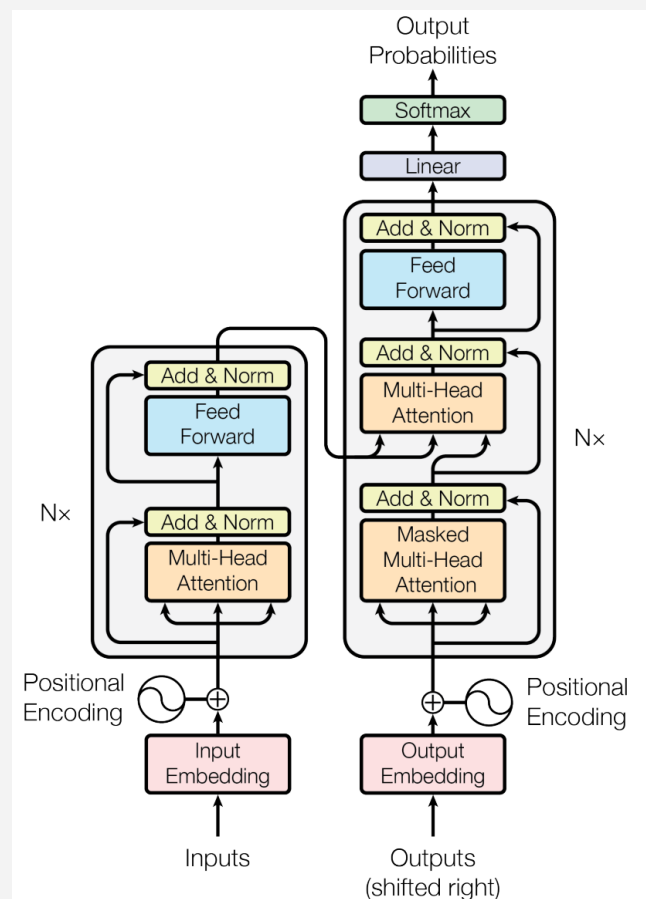 Output
Probabilities
Softmax
Linear
Add & Norm
Feed
Forward
Add & Norm
Multi-Head
Attention
Add & Norm
Masked
Multi-Head
Attention
N×
Add & Norm
Feed
Forward
Add & Norm
Multi-Head
Attention
N×
Positional
Encoding
Positional
Encoding
Input
Embedding
Output
Embedding
Inputs
Outputs
(shifted right)